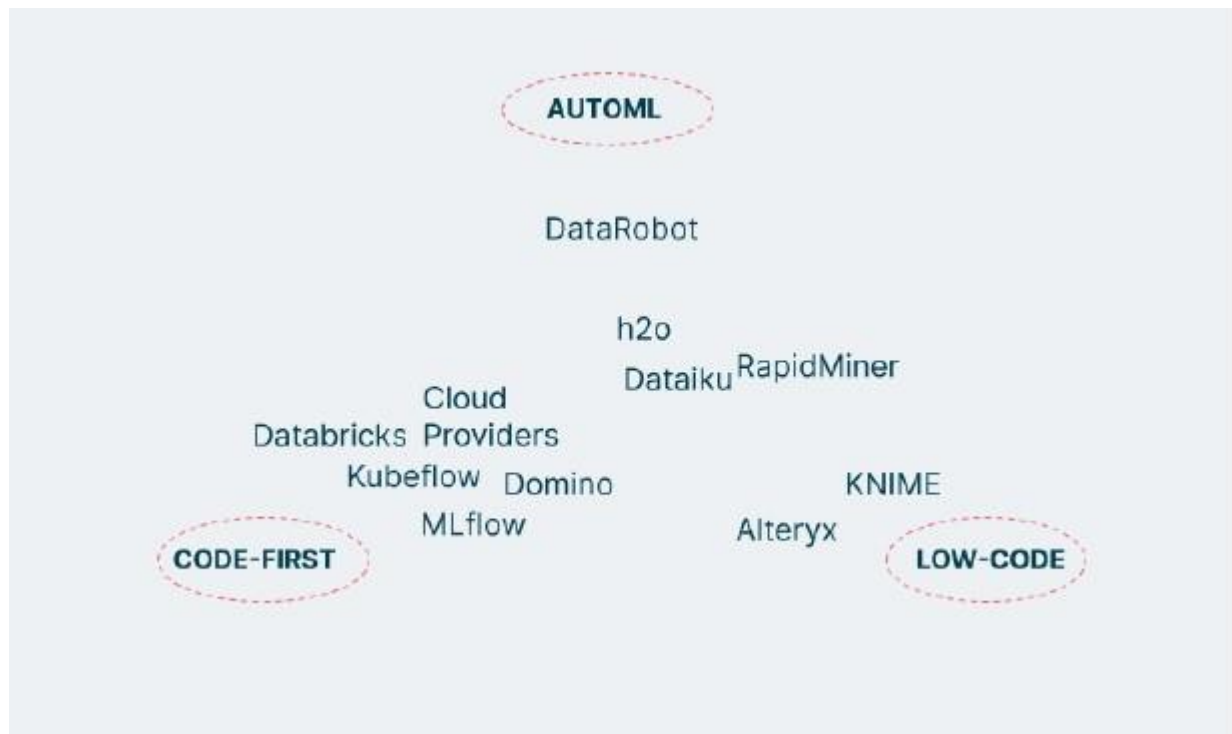 AUTOML
DataRobot
h2o
Dataiku RapidMiner
Cloud
Databricks Providers
Kubeflow Domino KNIME
MLflow Alteryx
CODE-FIRST LOW-CODE